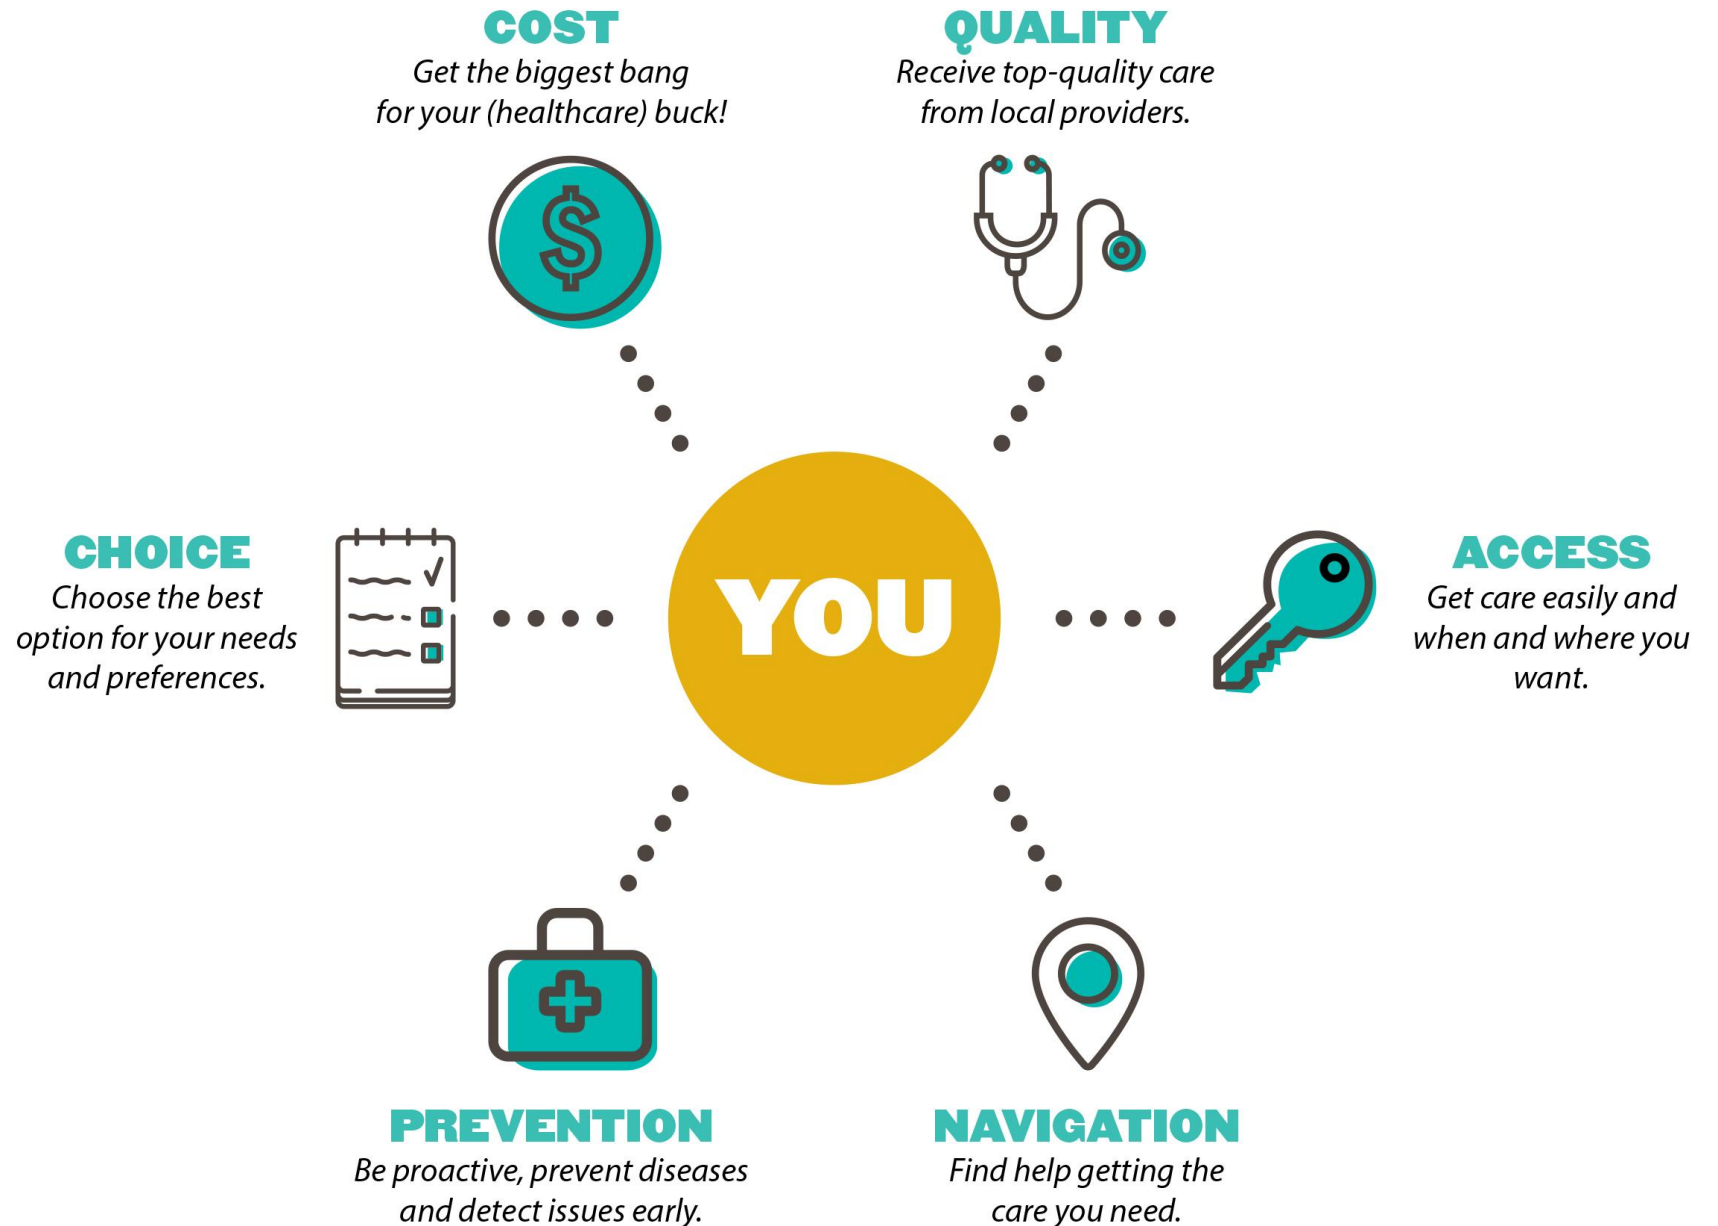 COST
Get the biggest bang
for your (healthcare) buck!
QUALITY
Receive top-quality care
from local providers.
$
CHOICE
Choose the best
option for your needs
and preferences.
YOU
ACCESS
Get care easily and
when and where you
want.
PREVENTION
Be proactive, prevent diseases
and detect issues early.
NAVIGATION
Find help getting the
care you need.